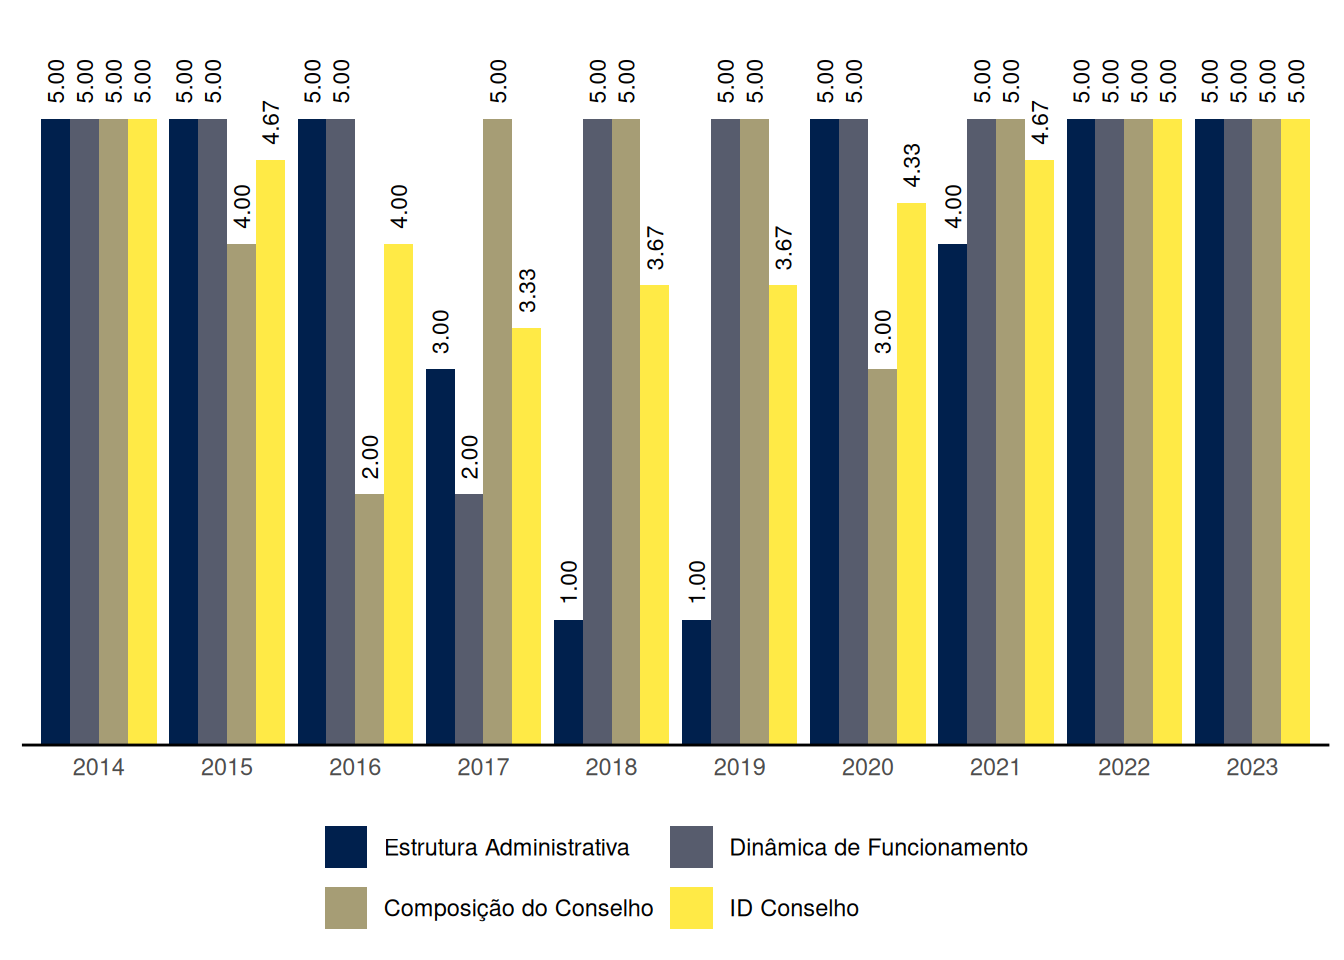 5.00 5.00 5.00 5.00 5.00 5.00 4.00 4.67 5.00 5.00 2.00 4.00 3.00 2.00 5.00 3.33 1.00 5.00 5.00 3.67 1.00 5.00 5.00 3.67 5.00 5.00 3.00 4.33 4.00 5.00 5.00 4.67 5.00 5.00 5.00 5.00 5.00 5.00 5.00 5.00
2014 2015 2016 2017 2018 2019 2020 2021 2022 2023
Estrutura Administrativa Dinâmica de Funcionamento
Composição do Conselho ID Conselho